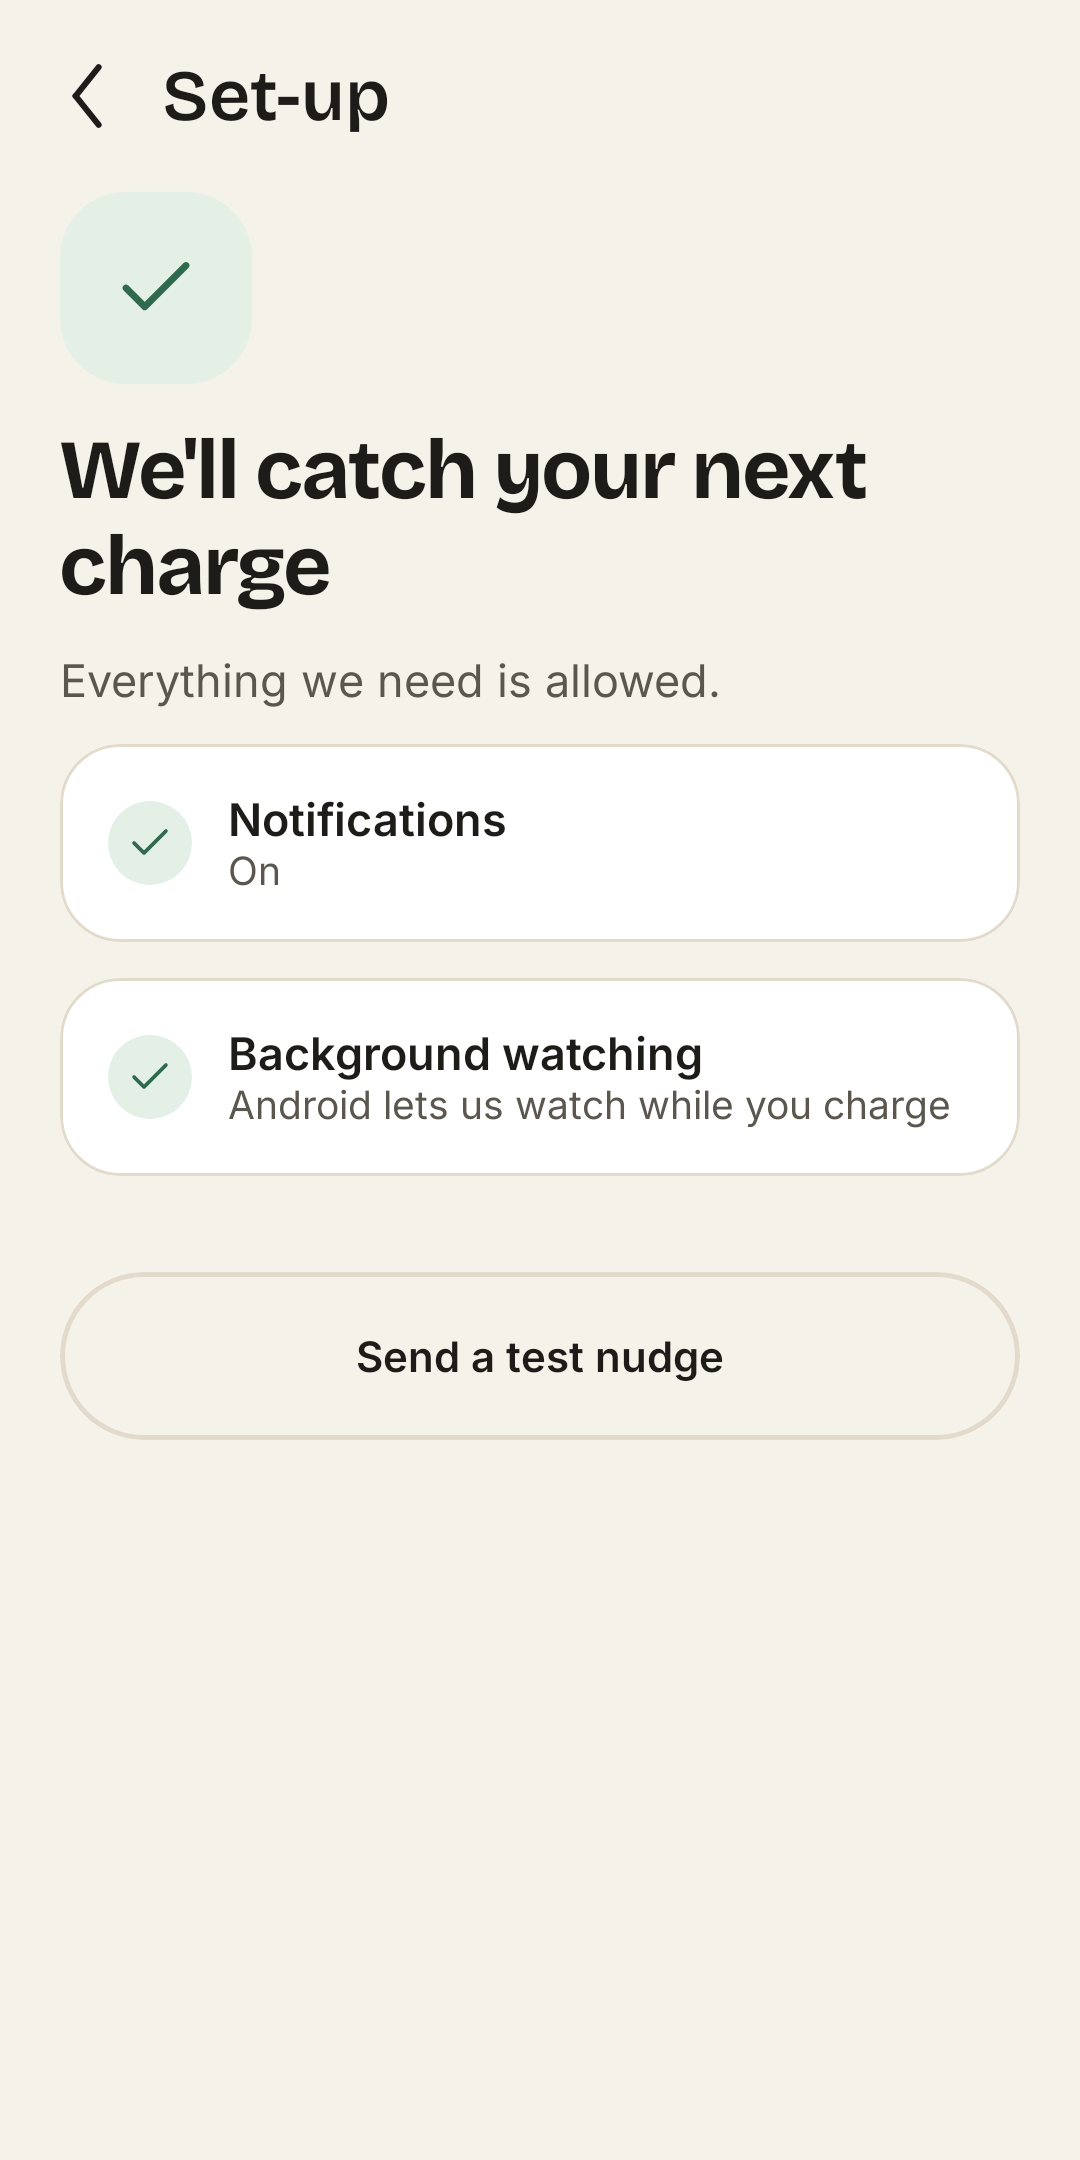 Set-up
We'll catch your next
charge
Everything we need is allowed.
Notifications
On
Background watching
Android lets us watch while you charge
Send a test nudge